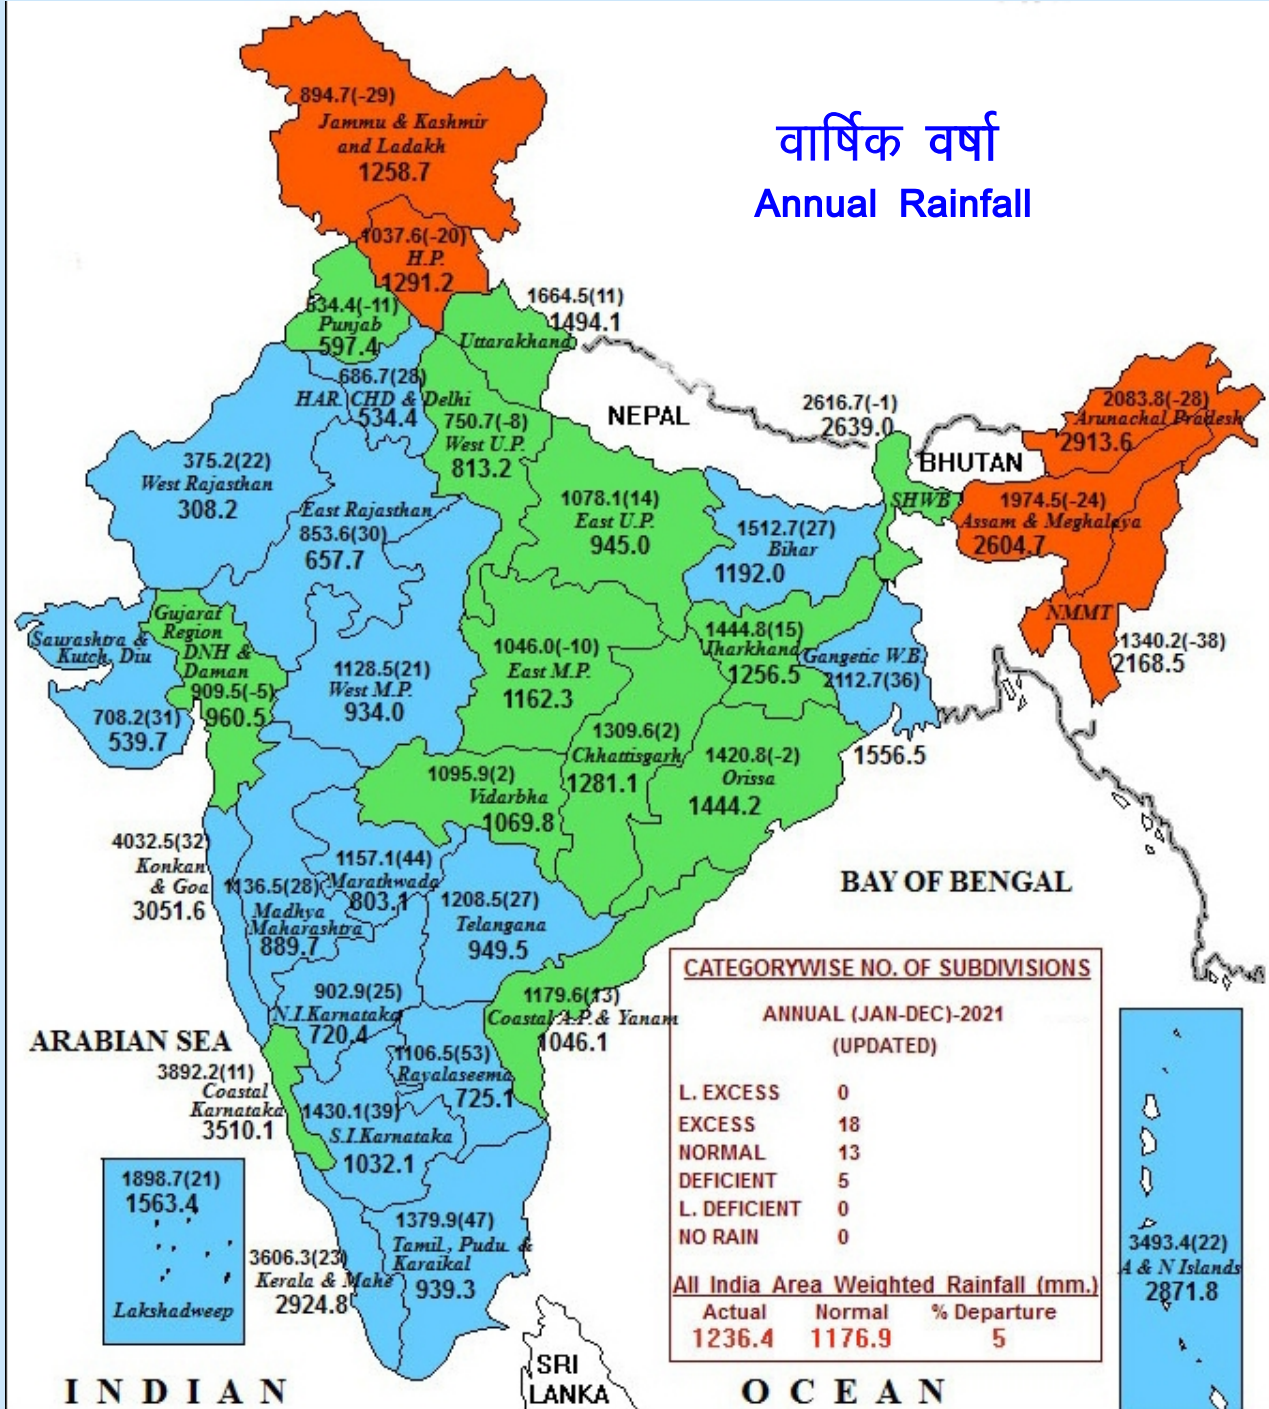 वार्षिक वर्षा
Annual Rainfall
894.7(-29)
Jammu & Kashmir
and Ladakh
1258.7
1037.6(-20)
H.P.
1291.2
634.4(-11)
Punjab
597.4
1664.5(11)
1494.1
Uttarakhand
686.7(28)
HAR. CHD & Delhi
534.4
750.7(-8)
West U.P.
813.2
NEPAL
2616.7(-1)
2639.0
SHWB
BHUTAN
2083.8(-28)
Arunachal Pradesh
2913.6
375.2(22)
West Rajasthan
308.2
East Rajasthan
853.6(30)
657.7
1078.1(14)
East U.P.
945.0
1512.7(27)
Bihar
1192.0
1974.5(-24)
Assam & Meghalaya
2604.7
NMMT
1340.2(-38)
2168.5
Saurashtra &
Kutch, Diu
708.2(31)
539.7
Gujarat
Region
DNH &
Daman
909.5(-5)
960.5
1128.5(21)
West M.P.
934.0
1046.0(-10)
East M.P.
1162.3
1444.8(15)
Jharkhand
1256.5
Gangetic W.B.
2112.7(36)
1556.5
1309.6(2)
Chhattisgarh
1281.1
1420.8(-2)
Orissa
1444.2
1095.9(2)
Vidarbha
1069.8
4032.5(32)
Konkan
& Goa
3051.6
1136.5(28)
Madhya
Maharashtra
889.7
1157.1(44)
Marathwada
803.1
1208.5(27)
Telangana
949.5
BAY OF BENGAL
902.9(25)
N.I.Karnataka
720.4
1179.6(13)
Coastal A.P.& Yanam
1046.1
ARABIAN SEA
3892.2(11)
Coastal
Karnataka
3510.1
1106.5(53)
Rayalaseema
725.1
1430.1(39)
S.I.Karnataka
1032.1
1898.7(21)
1563.4
Lakshadweep
3606.3(23)
Kerala & Mahe
2924.8
1379.9(47)
Tamil, Pudu. &
Karaikal
939.3
CATEGORYWISE NO. OF SUBDIVISIONS
ANNUAL (JAN-DEC)-2021
(UPDATED)
L. EXCESS 0
EXCESS 18
NORMAL 13
DEFICIENT 5
L. DEFICIENT 0
NO RAIN 0
All India Area Weighted Rainfall (mm.)
Actual Normal % Departure
1236.4 1176.9 5
3493.4(22)
A & N Islands
2871.8
SRI
LANKA
INDIAN OCEAN